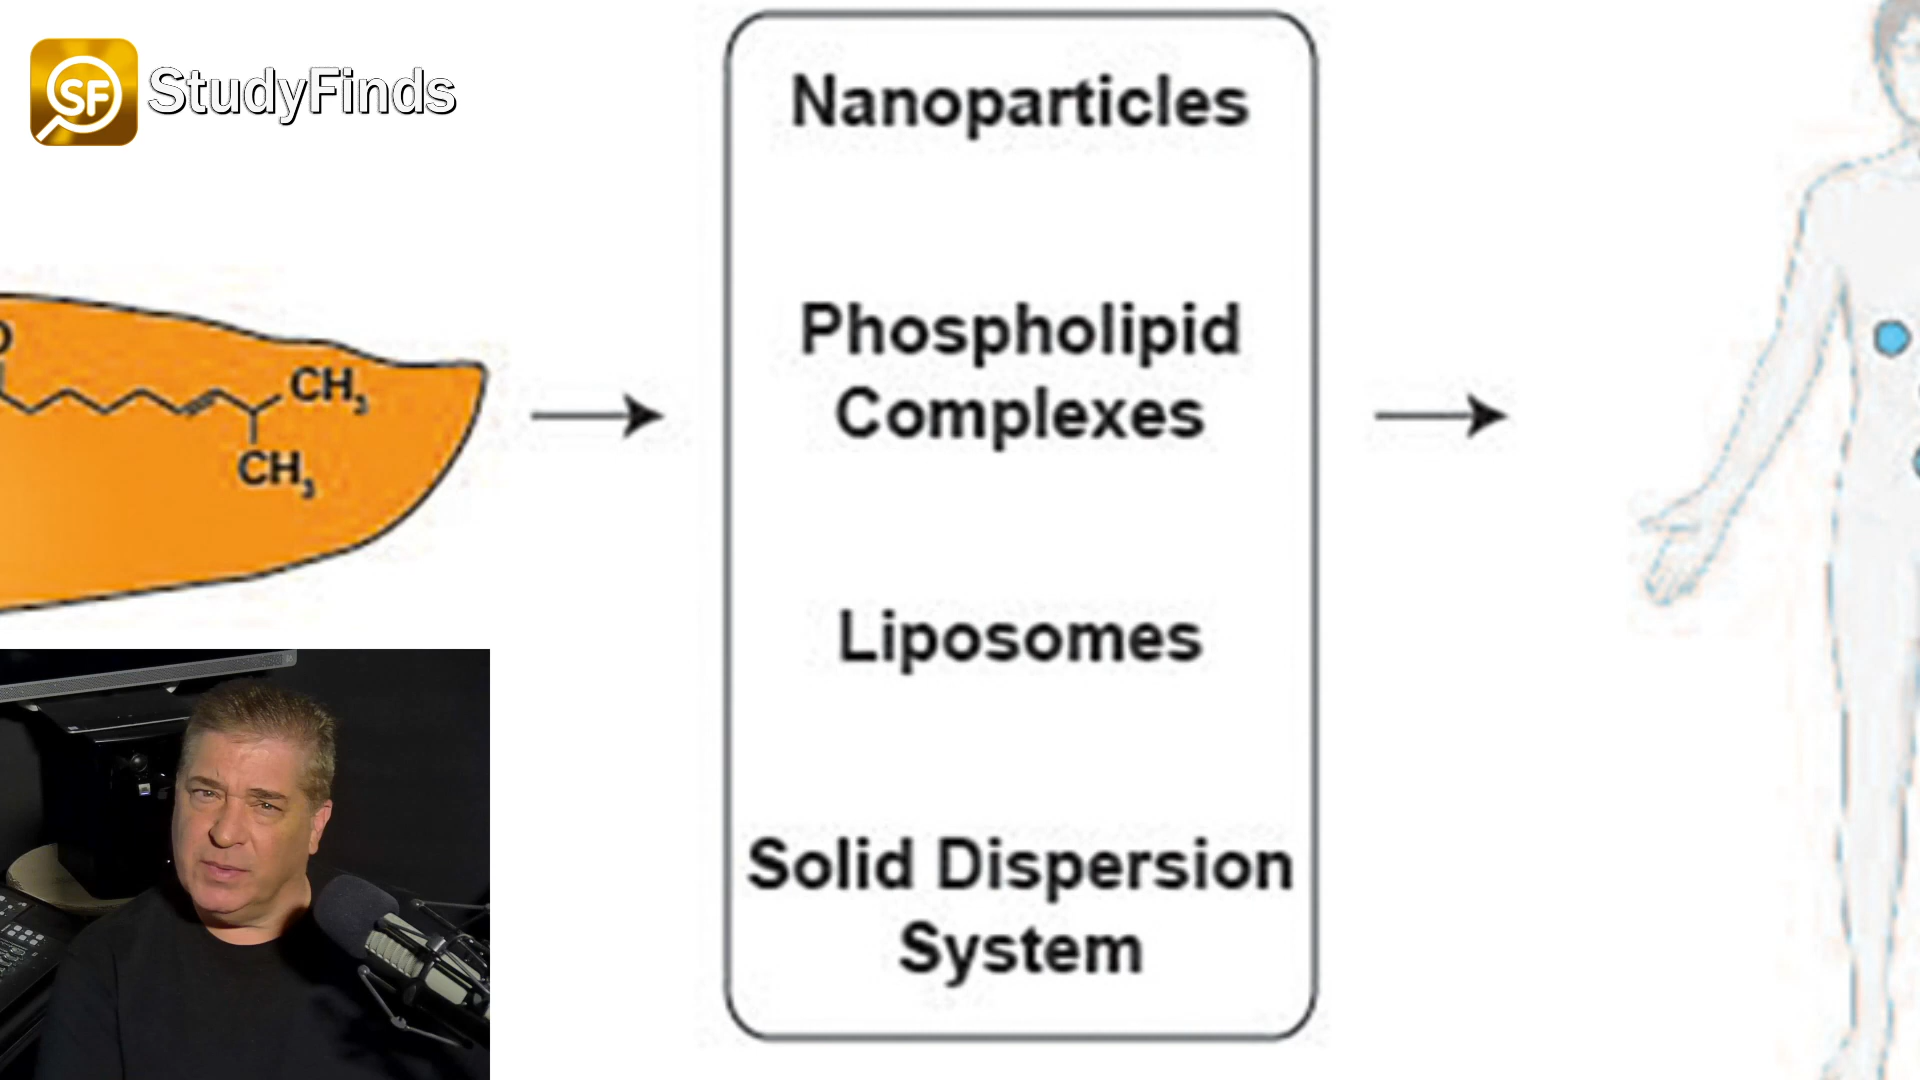 SF StudyFinds
Nanoparticles
Phospholipid
Complexes
Liposomes
Solid Dispersion
System
CH3
CH3